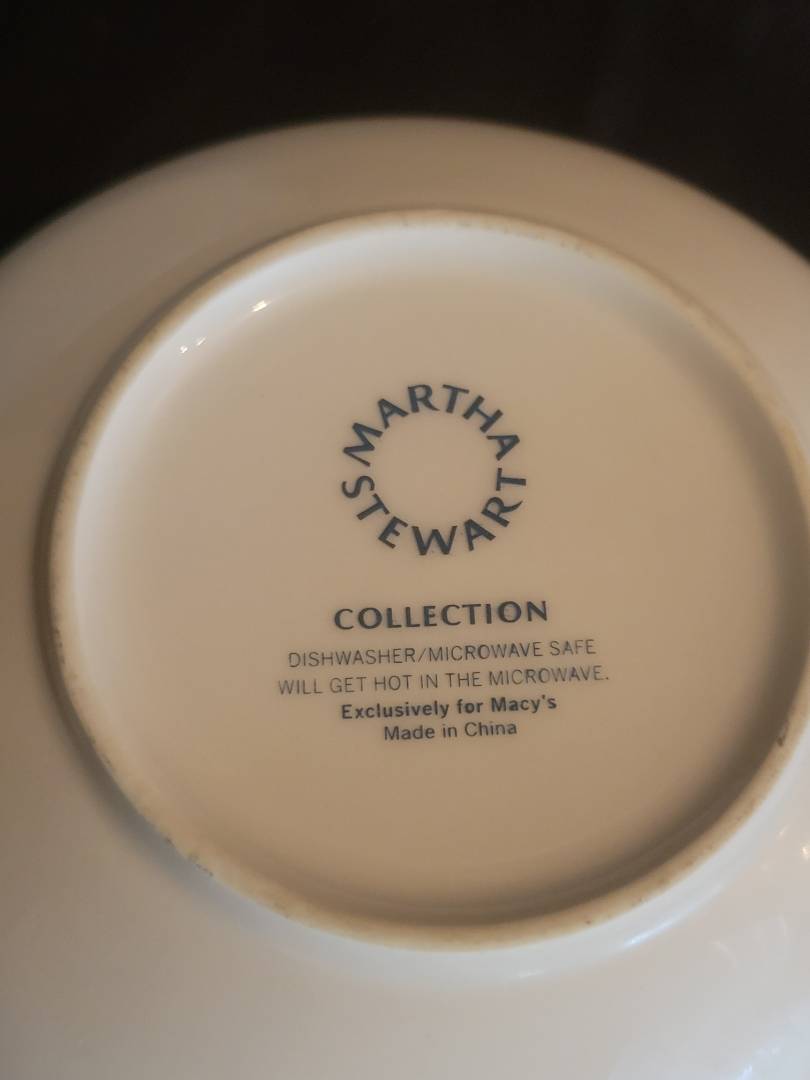 MARTHA
STEWART
COLLECTION
DISHWASHER/MICROWAVE SAFE
WILL GET HOT IN THE MICROWAVE.
Exclusively for Macy's
Made in China